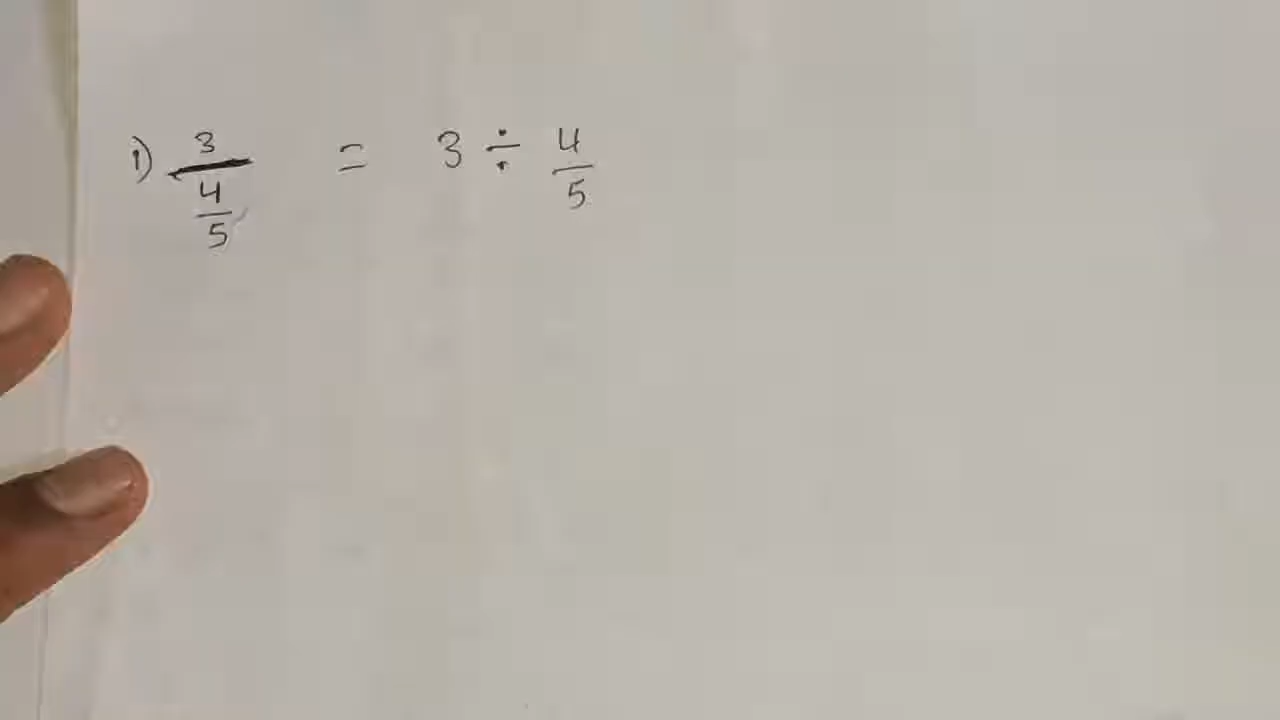 1) 3/(4/5) = 3 ÷ 4/5